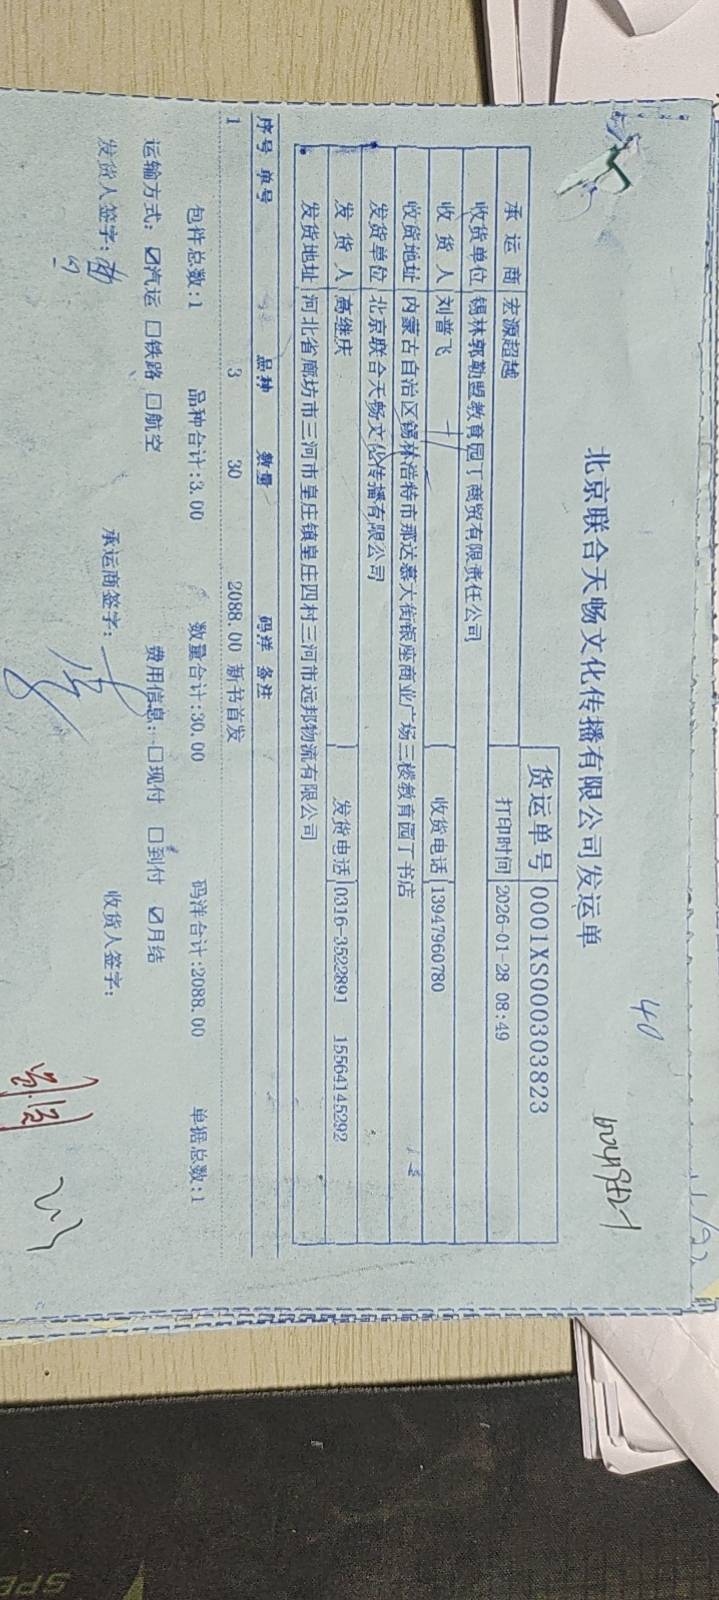 北京联合天畅文化传播有限公司发运单
40
货运单号 0001XS000303823
承运商 宏源超越 打印时间 2026-01-28 08:49
收货单位 锡林郭勒盟教育园丁商贸有限责任公司
收货人 刘普飞 收货电话 13947960780
收货地址 内蒙古自治区锡林浩特市那达慕大街银座商业广场三楼教育园丁书店
发货单位 北京联合天畅文化传播有限公司
发货人 高继庆 发货电话 0316-3522891 15564145292
发货地址 河北省廊坊市三河市皇庄镇皇庄四村三河市远邦物流有限公司
序号 单号 品种 数量 码洋 备注
1 3 30 2088.00 新书首发
包件总数:1 品种合计:3.00 数量合计:30.00 码洋合计:2088.00 单据总数:1
运输方式: ☑汽运 □铁路 □航空 费用信息: □现付 □到付 ☑月结
发货人签字: 承运商签字: 收货人签字: